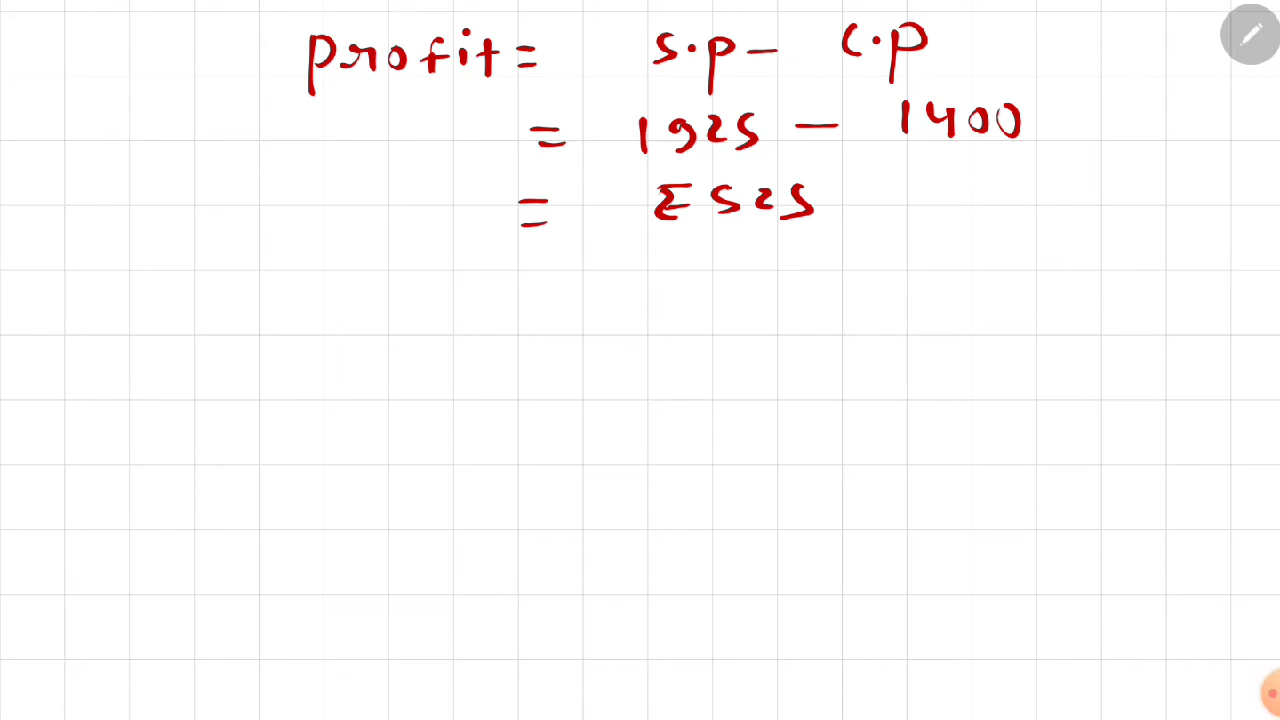 profit = s.p - c.p
= 1925 - 1400
= ₹ 525